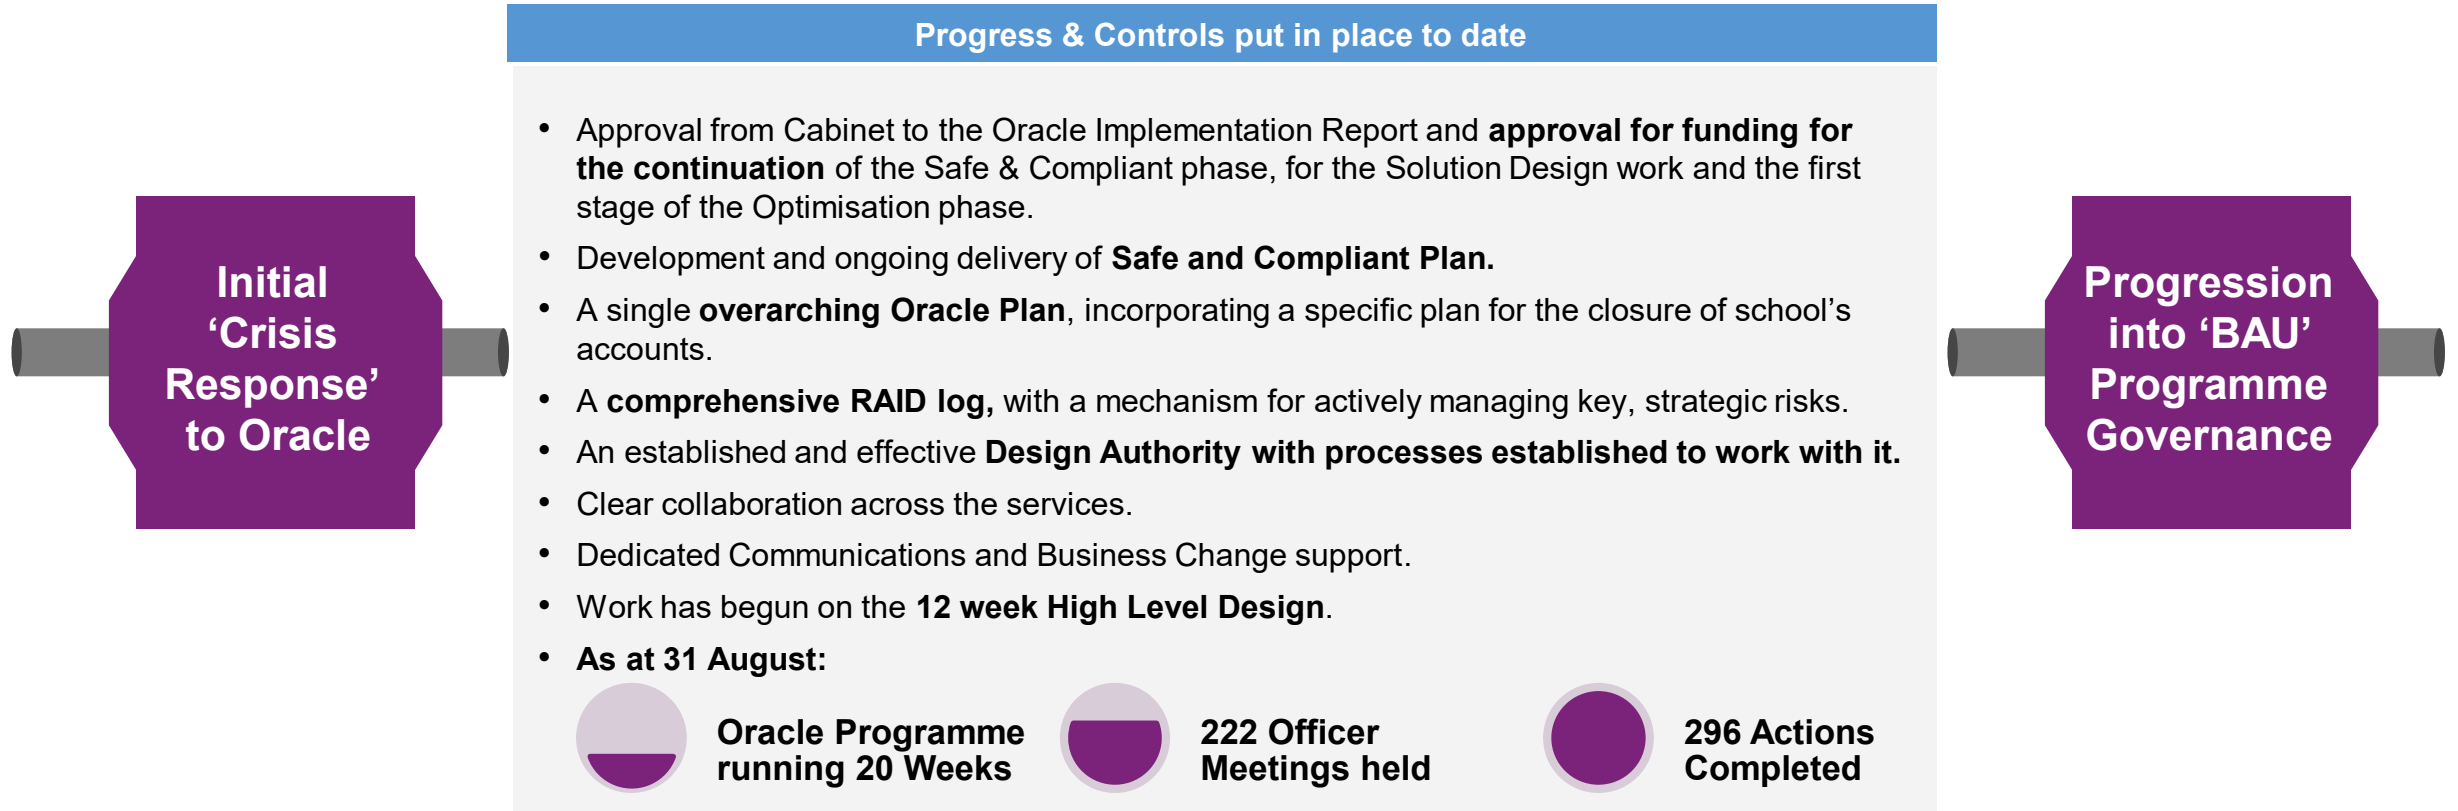 Progress & Controls put in place to date
Initial
‘Crisis
Response’
to Oracle
• Approval from Cabinet to the Oracle Implementation Report and approval for funding for
the continuation of the Safe & Compliant phase, for the Solution Design work and the first
stage of the Optimisation phase.
• Development and ongoing delivery of Safe and Compliant Plan.
• A single overarching Oracle Plan, incorporating a specific plan for the closure of school’s
accounts.
• A comprehensive RAID log, with a mechanism for actively managing key, strategic risks.
• An established and effective Design Authority with processes established to work with it.
• Clear collaboration across the services.
• Dedicated Communications and Business Change support.
• Work has begun on the 12 week High Level Design.
• As at 31 August:
Oracle Programme
running 20 Weeks
222 Officer
Meetings held
296 Actions
Completed
Progression
into ‘BAU’
Programme
Governance